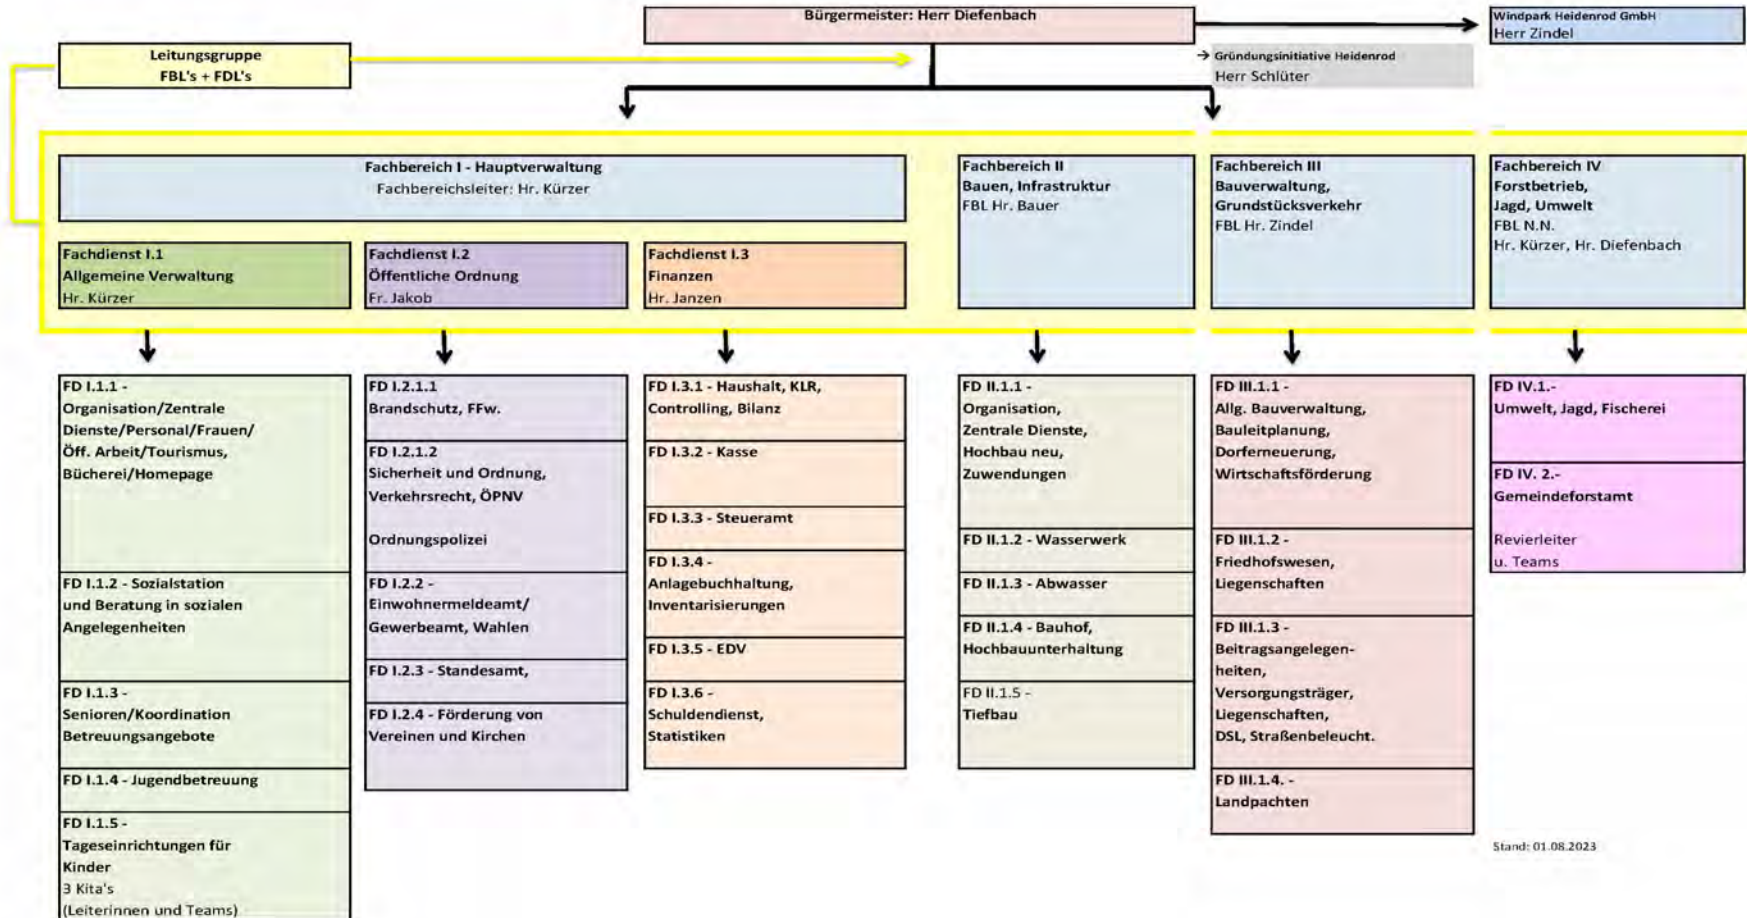 Bürgermeister: Herr Diefenbach
Windpark Heidenrod GmbH
Herr Zindel
Leitungsgruppe
FBL's + FDL's
→ Gründungsinitiative Heidenrod
Herr Schlüter
Fachbereich I - Hauptverwaltung
Fachbereichsleiter: Hr. Kürzer
Fachbereich II
Bauen, Infrastruktur
FBL Hr. Bauer
Fachbereich III
Bauverwaltung,
Grundstücksverkehr
FBL Hr. Zindel
Fachbereich IV
Forstbetrieb,
Jagd, Umwelt
FBL N.N.
Hr. Kürzer, Hr. Diefenbach
Fachdienst I.1
Allgemeine Verwaltung
Hr. Kürzer
Fachdienst I.2
Öffentliche Ordnung
Fr. Jakob
Fachdienst I.3
Finanzen
Hr. Janzen
FD I.1.1 -
Organisation/Zentrale
Dienste/Personal/Frauen/
Öff. Arbeit/Tourismus,
Bücherei/Homepage
FD I.1.2 - Sozialstation
und Beratung in sozialen
Angelegenheiten
FD I.1.3 -
Senioren/Koordination
Betreuungsangebote
FD I.1.4 - Jugendbetreuung
FD I.1.5 -
Tageseinrichtungen für
Kinder
3 Kita's
(Leiterinnen und Teams)
FD I.2.1.1
Brandschutz, FFw.
FD I.2.1.2
Sicherheit und Ordnung,
Verkehrsrecht, ÖPNV
Ordnungspolizei
FD I.2.2 -
Einwohnermeldeamt/
Gewerbeamt, Wahlen
FD I.2.3 - Standesamt,
FD I.2.4 - Förderung von
Vereinen und Kirchen
FD I.3.1 - Haushalt, KLR,
Controlling, Bilanz
FD I.3.2 - Kasse
FD I.3.3 - Steueramt
FD I.3.4 -
Anlagebuchhaltung,
Inventarisierungen
FD I.3.5 - EDV
FD I.3.6 -
Schuldendienst,
Statistiken
FD II.1.1 -
Organisation,
Zentrale Dienste,
Hochbau neu,
Zuwendungen
FD II.1.2 - Wasserwerk
FD II.1.3 - Abwasser
FD II.1.4 - Bauhof,
Hochbauunterhaltung
FD II.1.5 -
Tiefbau
FD III.1.1 -
Allg. Bauverwaltung,
Bauleitplanung,
Dorferneuerung,
Wirtschaftsförderung
FD III.1.2 -
Friedhofswesen,
Liegenschaften
FD III.1.3 -
Beitragsangelegen-
heiten,
Versorgungsträger,
Liegenschaften,
DSL, Straßenbeleucht.
FD III.1.4. -
Landpachten
FD IV.1.-
Umwelt, Jagd, Fischerei
FD IV. 2.-
Gemeindeforstamt
Revierleiter
u. Teams
Stand: 01.08.2023